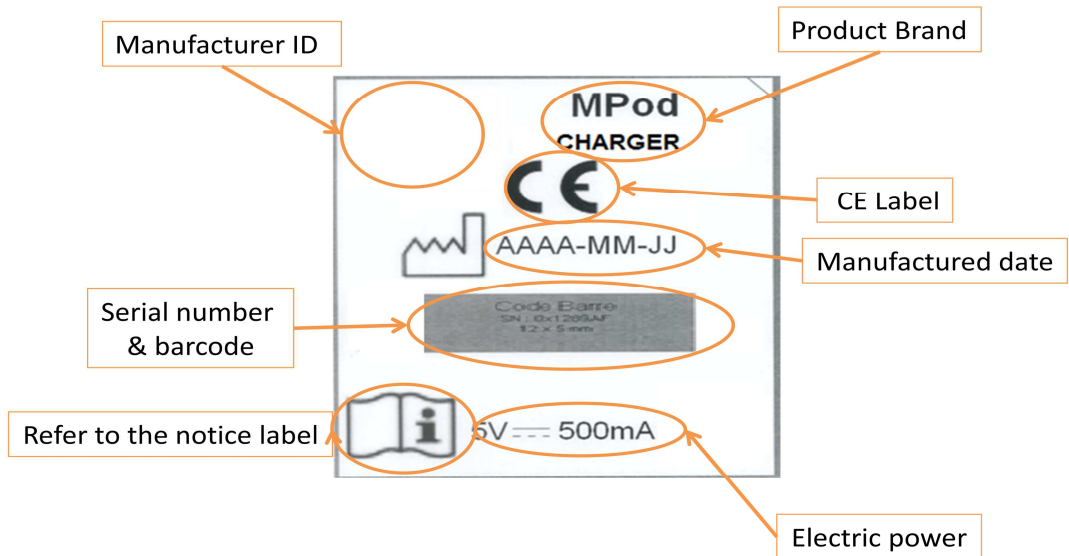 Manufacturer ID
Product Brand
MPod
CHARGER
CE
CE Label
AAAA-MM-JJ
Manufactured date
Serial number
& barcode
Code Barre
SN : 0x1289AF
12 x 5 mm
Refer to the notice label
i
5V 500mA
Electric power